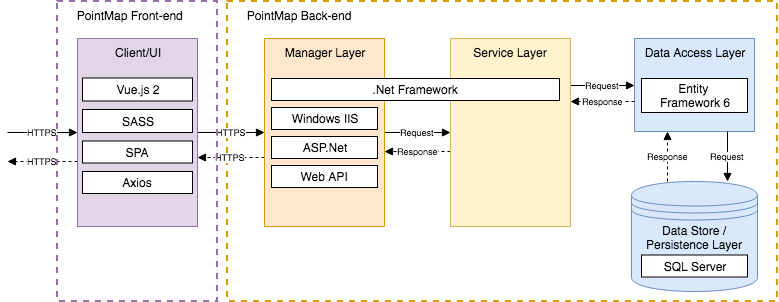 PointMap Front-end
PointMap Back-end
Client/UI
Vue.js 2
SASS
SPA
Axios
HTTPS
HTTPS
HTTPS
HTTPS
Manager Layer
.Net Framework
Windows IIS
ASP.Net
Web API
Request
Response
Service Layer
Request
Response
Data Access Layer
Entity
Framework 6
Response
Request
Data Store /
Persistence Layer
SQL Server